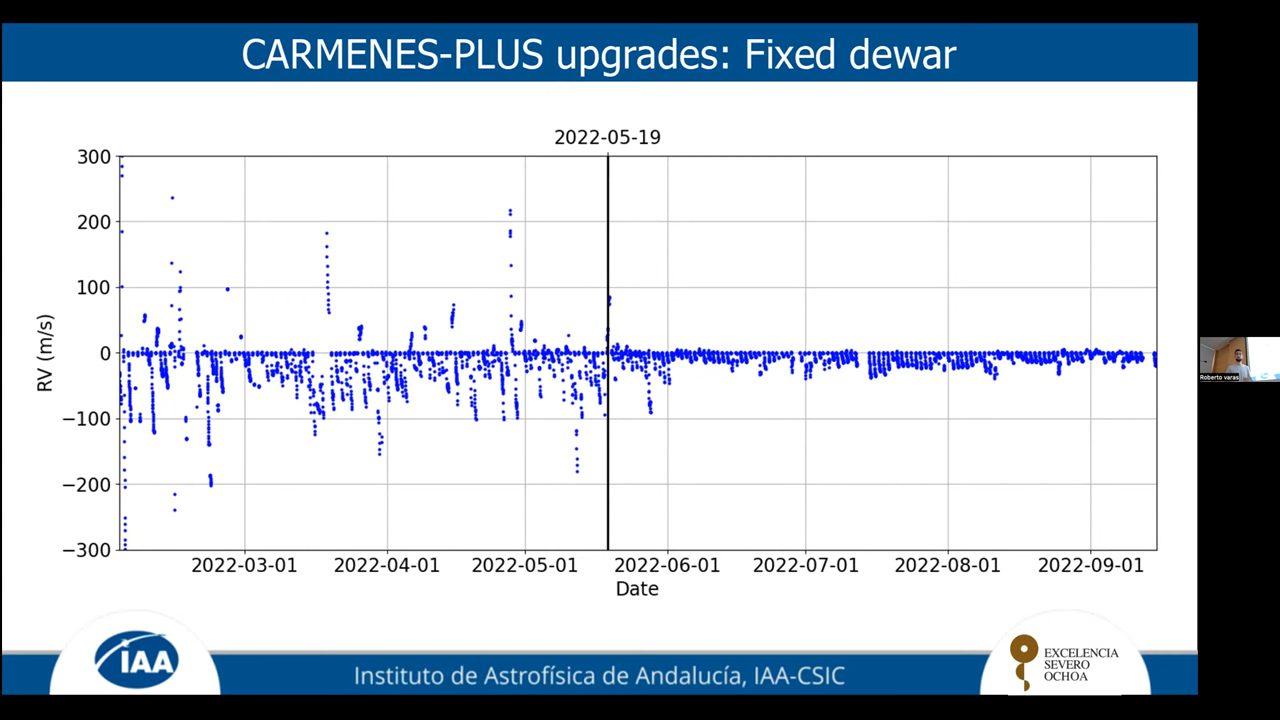 CARMENES-PLUS upgrades: Fixed dewar
2022-05-19
300
200
100
0
−100
−200
−300
RV (m/s)
2022-03-01
2022-04-01
2022-05-01
2022-06-01
2022-07-01
2022-08-01
2022-09-01
Date
Roberto varas
IAA
Instituto de Astrofísica de Andalucía, IAA-CSIC
EXCELENCIA
SEVERO
OCHOA